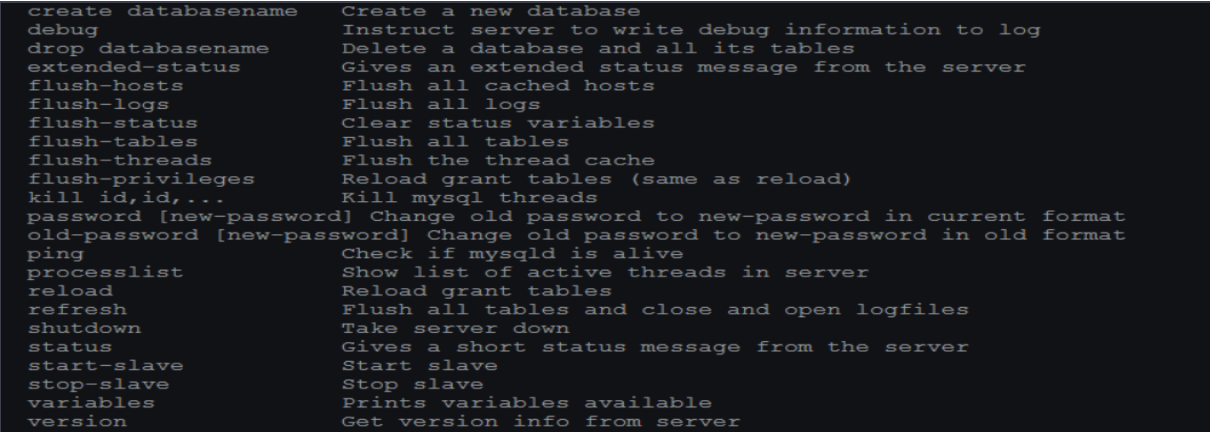 create databasename Create a new database
debug Instruct server to write debug information to log
drop databasename Delete a database and all its tables
extended-status Gives an extended status message from the server
flush-hosts Flush all cached hosts
flush-logs Flush all logs
flush-status Clear status variables
flush-tables Flush all tables
flush-threads Flush the thread cache
flush-privileges Reload grant tables (same as reload)
kill id,id,... Kill mysql threads
password [new-password] Change old password to new-password in current format
old-password [new-password] Change old password to new-password in old format
ping Check if mysqld is alive
processlist Show list of active threads in server
reload Reload grant tables
refresh Flush all tables and close and open logfiles
shutdown Take server down
status Gives a short status message from the server
start-slave Start slave
stop-slave Stop slave
variables Prints variables available
version Get version info from server